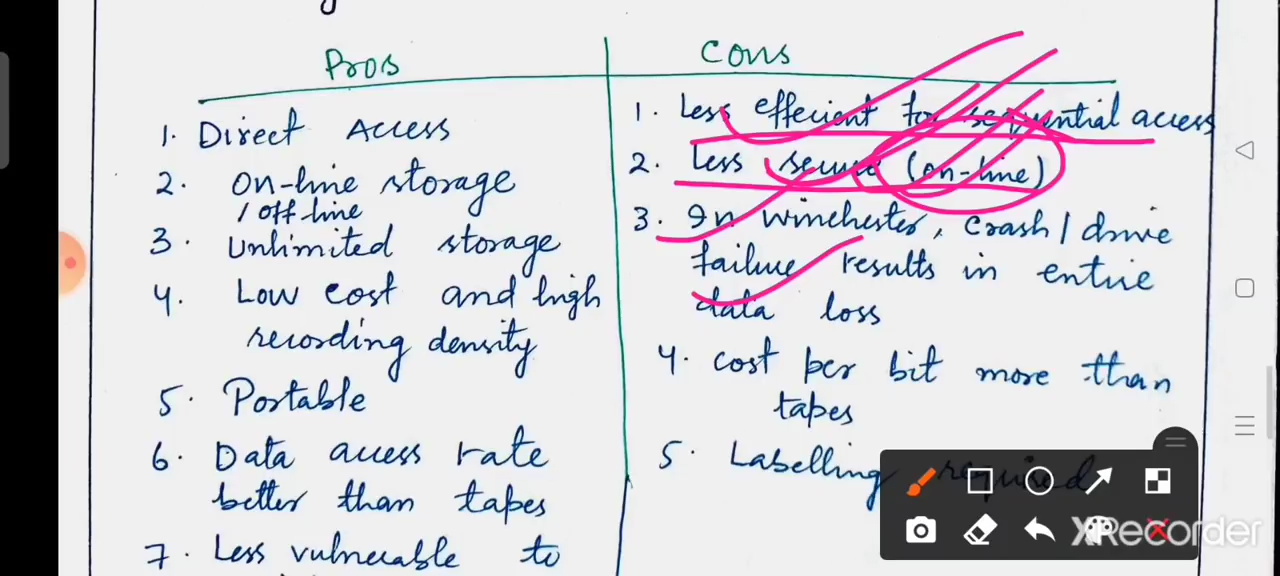 Pros
1. Direct Access
2. On-line storage
/ off line
3. Unlimited storage
4. Low cost and high
recording density
5. Portable
6. Data access rate
better than tapes
7. Less vulnerable to
Cons
1. Less effecient for sequential access
2. Less secure (on-line)
3. In winchester, crash / drive
failure results in entire
data loss
4. cost per bit more than
tapes
5. Labelling required
XRecorder